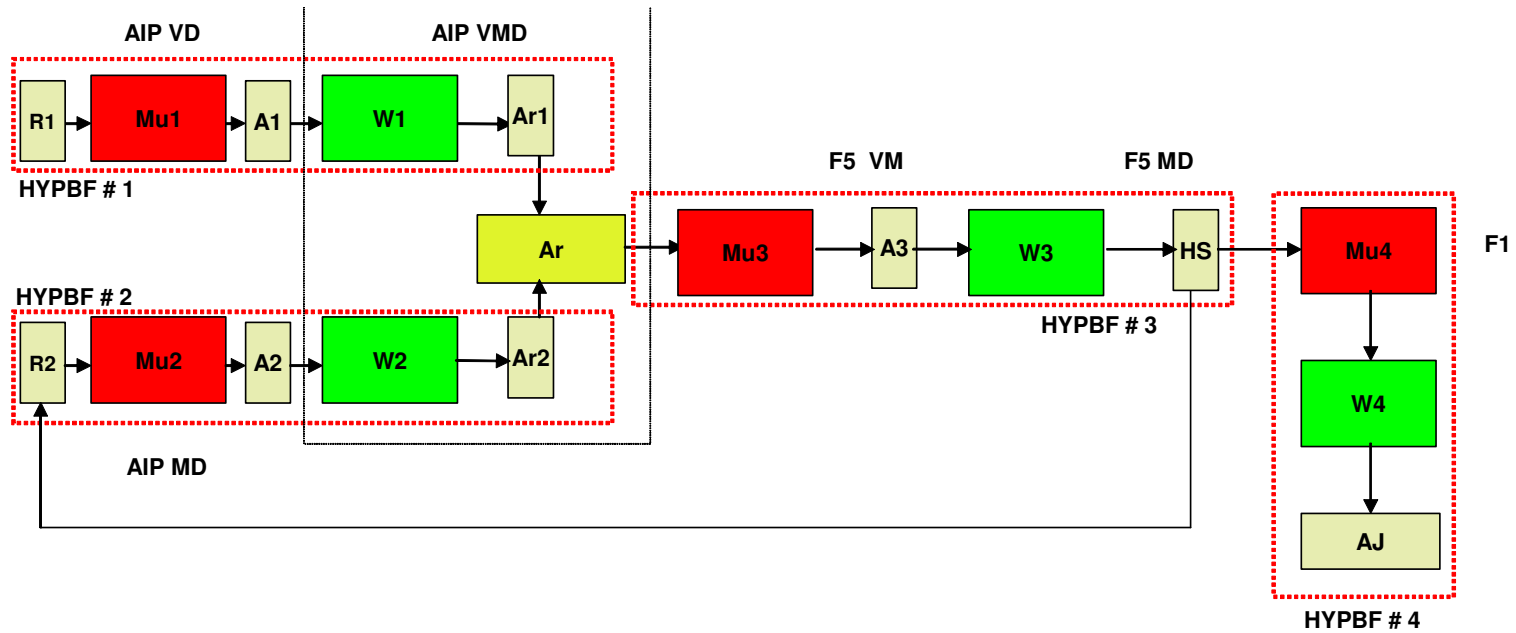 AIP VD
AIP VMD
R1
Mu1
A1
W1
Ar1
HYPBF # 1
F5 VM
F5 MD
Ar
Mu3
A3
W3
HS
Mu4
F1
HYPBF # 2
HYPBF # 3
R2
Mu2
A2
W2
Ar2
W4
AIP MD
AJ
HYPBF # 4